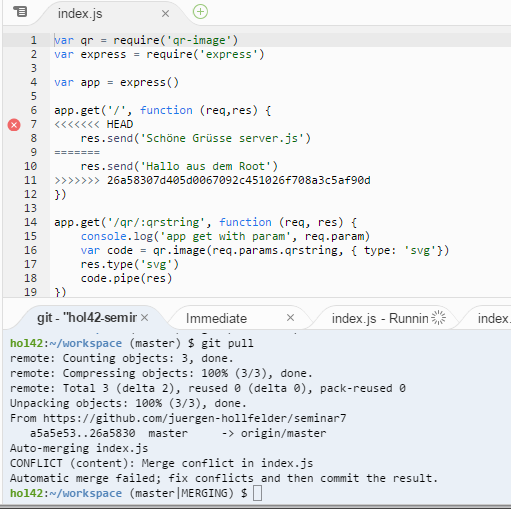 index.js
1 var qr = require('qr-image')
2 var express = require('express')
3
4 var app = express()
5
6 app.get('/', function (req,res) {
7 <<<<<<< HEAD
8     res.send('Schöne Grüsse server.js')
9 =======
10     res.send('Hallo aus dem Root')
11 >>>>>>> 26a58307d405d0067092c451026f708a3c5af90d
12 })
13
14 app.get('/qr/:qrstring', function (req, res) {
15     console.log('app get with param', req.param)
16     var code = qr.image(req.params.qrstring, { type: 'svg'})
17     res.type('svg')
18     code.pipe(res)
19 })
git - "hol42-semir Immediate index.js - Runnin index.
hol42:~/workspace (master) $ git pull
remote: Counting objects: 3, done.
remote: Compressing objects: 100% (3/3), done.
remote: Total 3 (delta 2), reused 0 (delta 0), pack-reused 0
Unpacking objects: 100% (3/3), done.
From https://github.com/juergen-hollfelder/seminar7
   a5a5e53..26a5830  master     -> origin/master
Auto-merging index.js
CONFLICT (content): Merge conflict in index.js
Automatic merge failed; fix conflicts and then commit the result.
hol42:~/workspace (master|MERGING) $